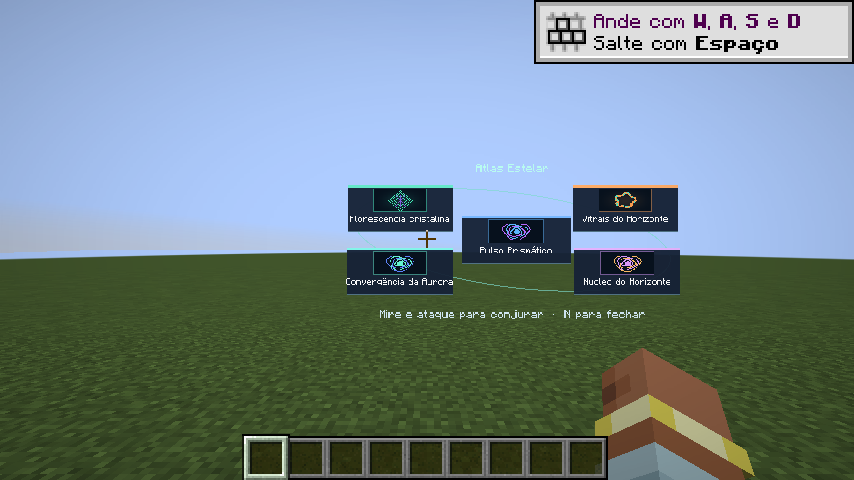 Ande com W, A, S e D
Salte com Espaço
Atlas Estelar
Florescência Cristalina
Vitrais do Horizonte
Pulso Prismático
Convergência da Aurora
Núcleo do Horizonte
Mire e ataque para conjurar · N para fechar